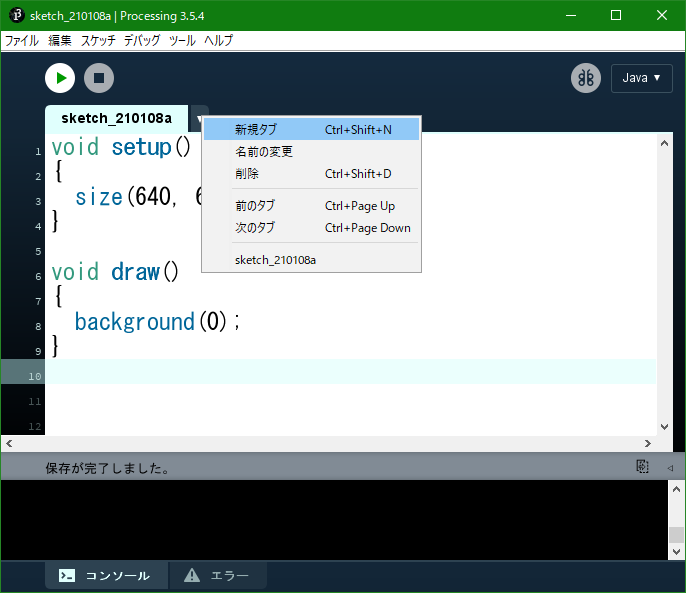 sketch_210108a | Processing 3.5.4
ファイル 編集 スケッチ デバッグ ツール ヘルプ
Java ▼
sketch_210108a ▼
新規タブ Ctrl+Shift+N
名前の変更
削除 Ctrl+Shift+D
前のタブ Ctrl+Page Up
次のタブ Ctrl+Page Down
sketch_210108a
1 void setup()
2 {
3 size(640, 6
4 }
5
6 void draw()
7 {
8 background(0);
9 }
10
11
12
保存が完了しました。
コンソール エラー